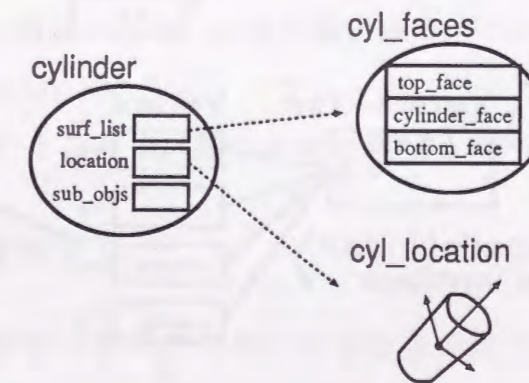 cyl_faces
cylinder
top_face
surf_list
cylinder_face
location
bottom_face
sub_objs
cyl_location